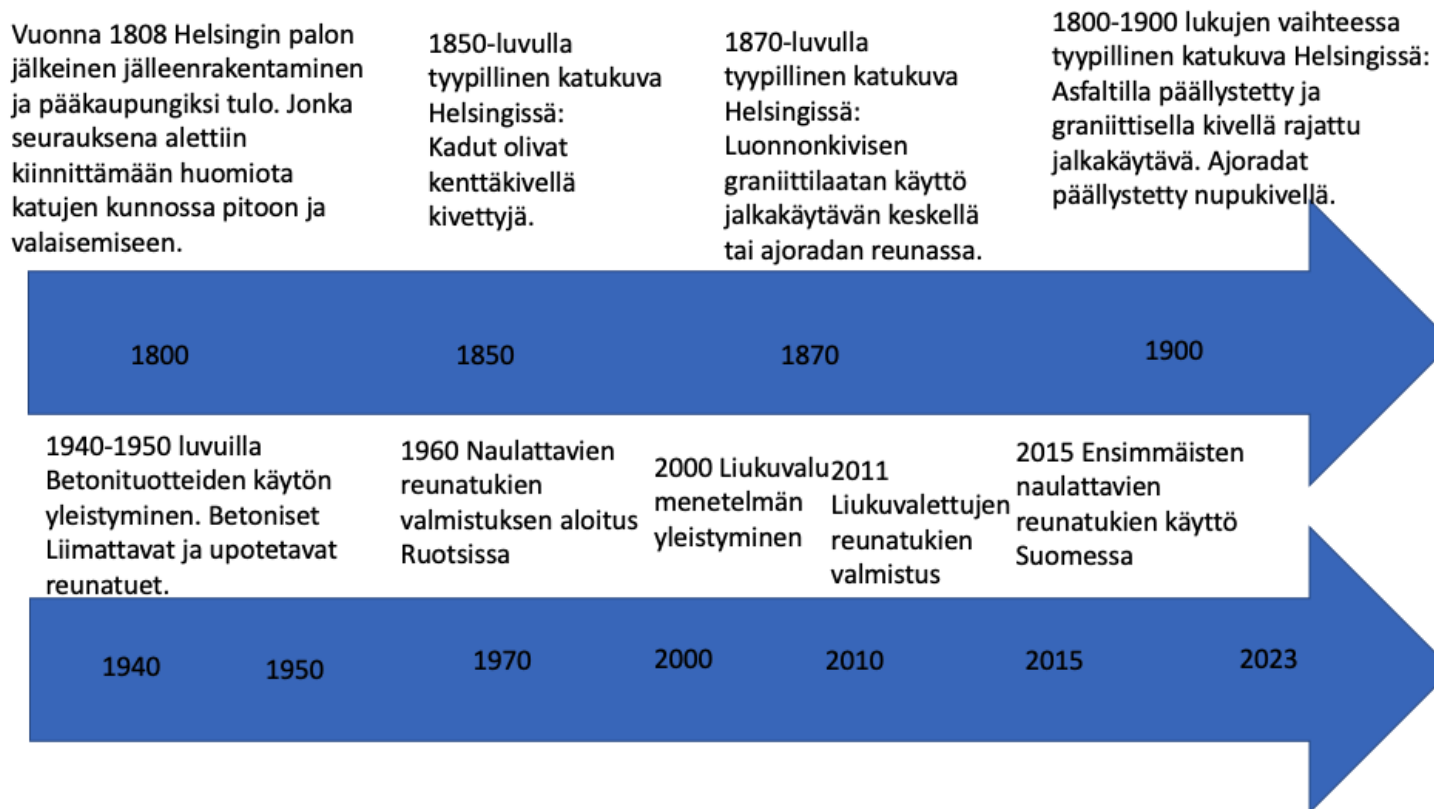 Vuonna 1808 Helsingin palon
jälkeinen jälleenrakentaminen
ja pääkaupungiksi tulo. Jonka
seurauksena alettiin
kiinnittämään huomiota
katujen kunnossa pitoon ja
valaisemiseen.
1850-luvulla
tyypillinen katukuva
Helsingissä:
Kadut olivat
kenttäkivellä
kivettyjä.
1870-luvulla
tyypillinen katukuva
Helsingissä:
Luonnonkivisen
graniittilaatan käyttö
jalkakäytävän keskellä
tai ajoradan reunassa.
1800-1900 lukujen vaihteessa
tyypillinen katukuva Helsingissä:
Asfaltilla päällystetty ja
graniittisella kivellä rajattu
jalkakäytävä. Ajoradat
päällystetty nupukivellä.
1800
1850
1870
1900
1940-1950 luvuilla
Betonituotteiden käytön
yleistyminen. Betoniset
Liimattavat ja upotetavat
reunatuet.
1960 Naulattavien
reunatukien
valmistuksen aloitus
Ruotsissa
2000 Liukuvalu
menetelmän
yleistyminen
2011
Liukuvalettujen
reunatukien
valmistus
2015 Ensimmäisten
naulattavien
reunatukien käyttö
Suomessa
1940
1950
1970
2000
2010
2015
2023